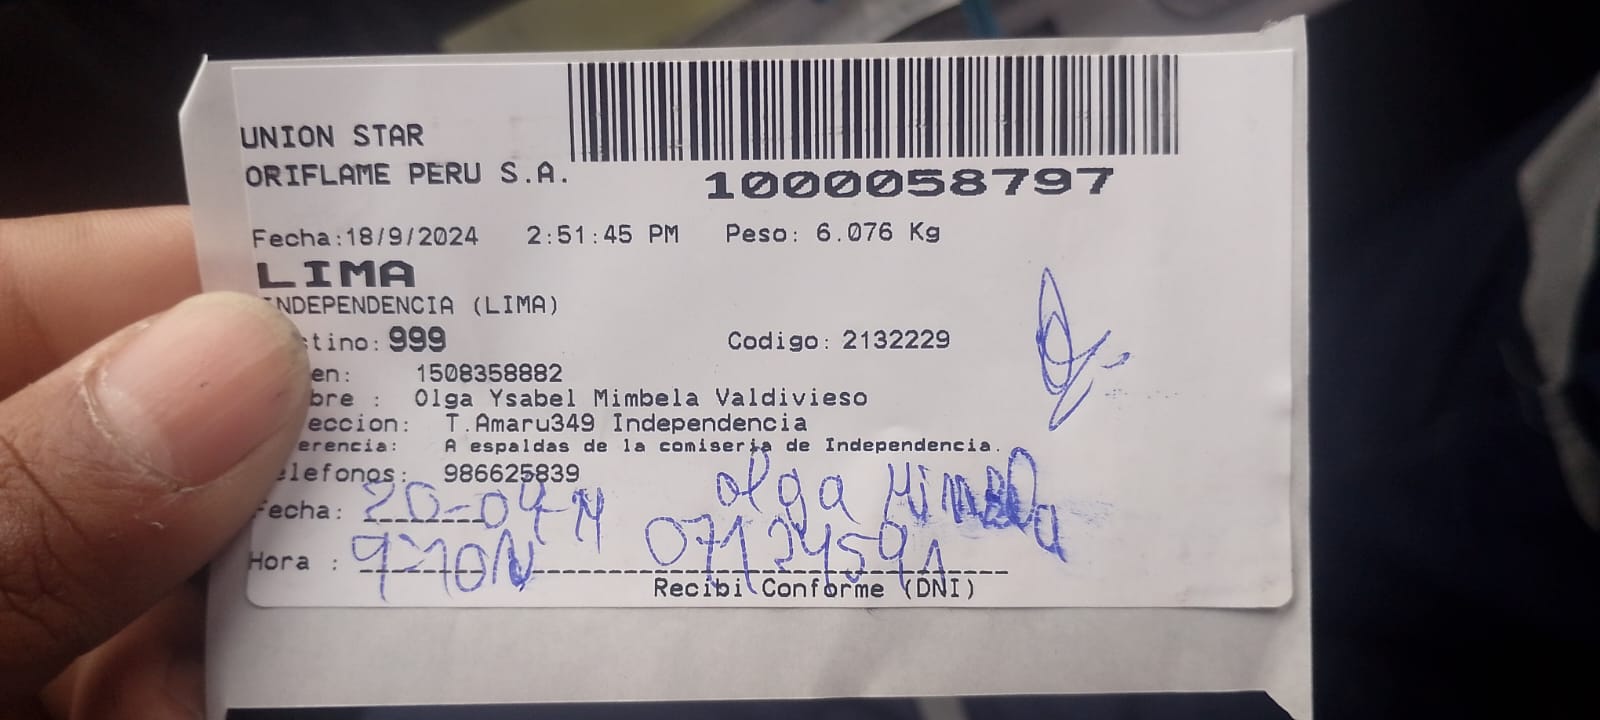 UNION STAR
ORIFLAME PERU S.A.
1000058797
Fecha:18/9/2024 2:51:45 PM Peso: 6.076 Kg
LIMA
INDEPENDENCIA (LIMA)
tino: 999 Codigo: 2132229
en: 1508358882
bre : Olga Ysabel Mimbela Valdivieso
eccion: T.Amaru349 Independencia
erencia: A espaldas de la comiseria de Independencia.
elefonos: 986625839
Fecha: 20-09- olga Mimbela
Hora :
Recibi Conforme (DNI)